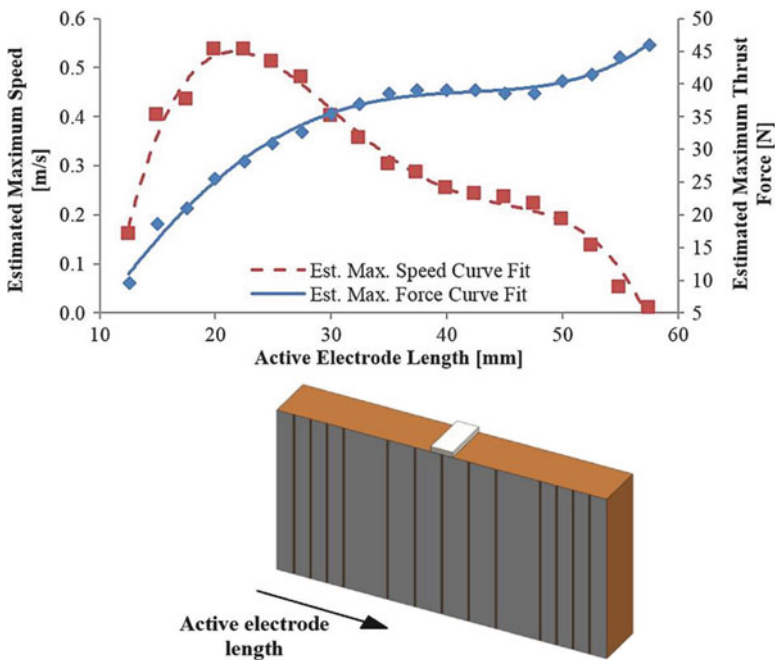 Estimated Maximum Speed
[m/s]
0.6
0.5
0.4
0.3
0.2
0.1
0.0
Est. Max. Speed Curve Fit
Est. Max. Force Curve Fit
50
45
40
35
30
25
20
15
10
5
Estimated Maximum Thrust
Force [N]
10
20
30
40
50
60
Active Electrode Length [mm]
Active electrode
length